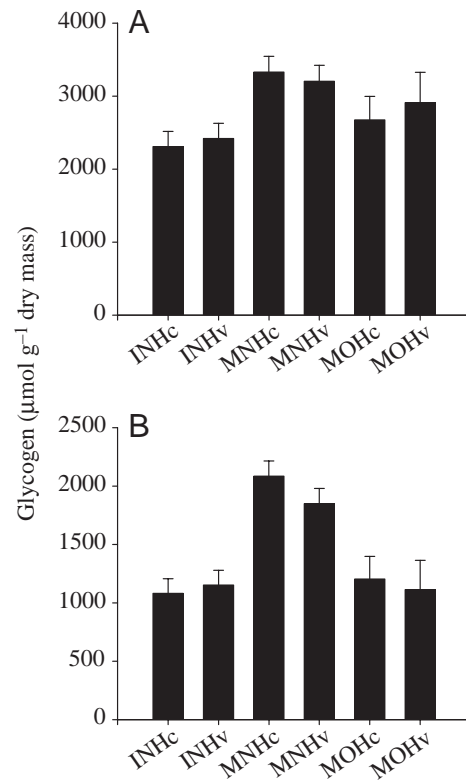 A
4000
3000
2000
1000
0
INHc INHv MNHc MNHv MOHc MOHv
Glycogen (μmol g–1 dry mass)
B
2500
2000
1500
1000
500
0
INHc INHv MNHc MNHv MOHc MOHv